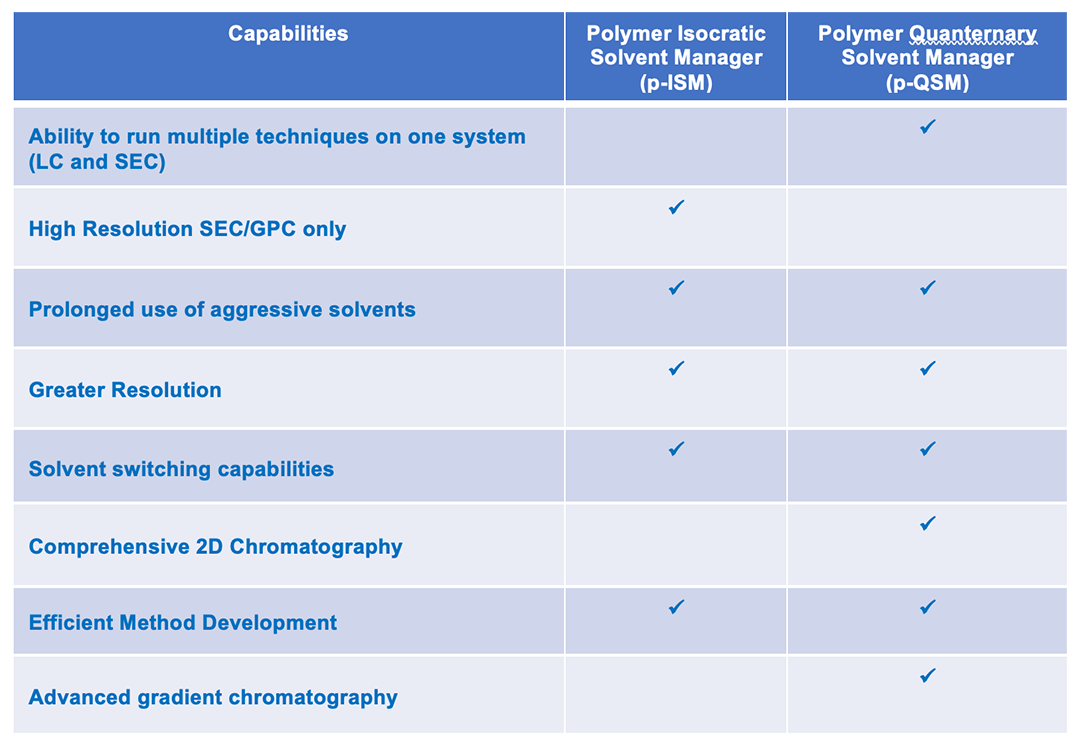 Capabilities
Polymer Isocratic
Solvent Manager
(p-ISM)
Polymer Quanternary
Solvent Manager
(p-QSM)
Ability to run multiple techniques on one system
(LC and SEC)
✓
High Resolution SEC/GPC only
✓
Prolonged use of aggressive solvents
✓ ✓
Greater Resolution
✓ ✓
Solvent switching capabilities
✓ ✓
Comprehensive 2D Chromatography
✓
Efficient Method Development
✓ ✓
Advanced gradient chromatography
✓